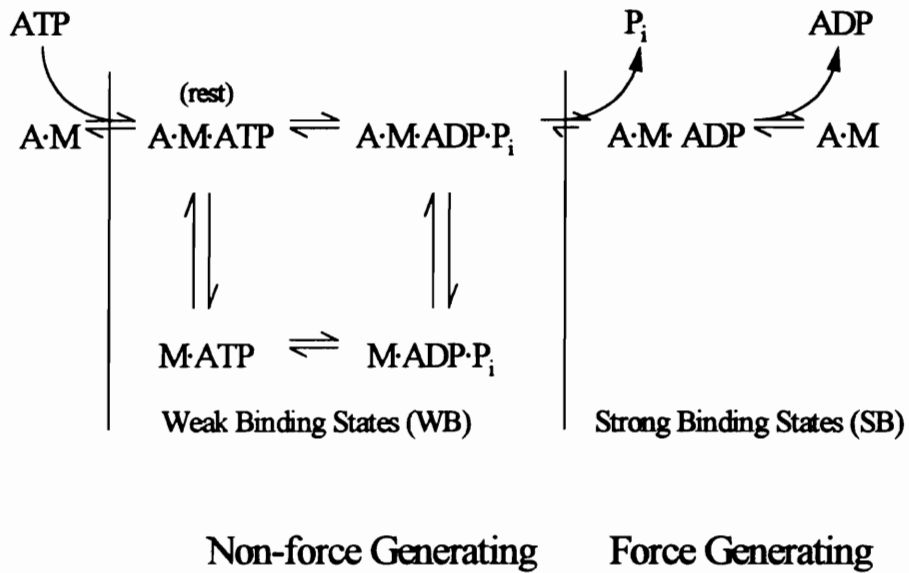 ATP Pᵢ ADP
(rest)
A·M A·M·ATP A·M·ADP·Pᵢ A·M· ADP A·M
M·ATP M·ADP·Pᵢ
Weak Binding States (WB) Strong Binding States (SB)
Non-force Generating Force Generating